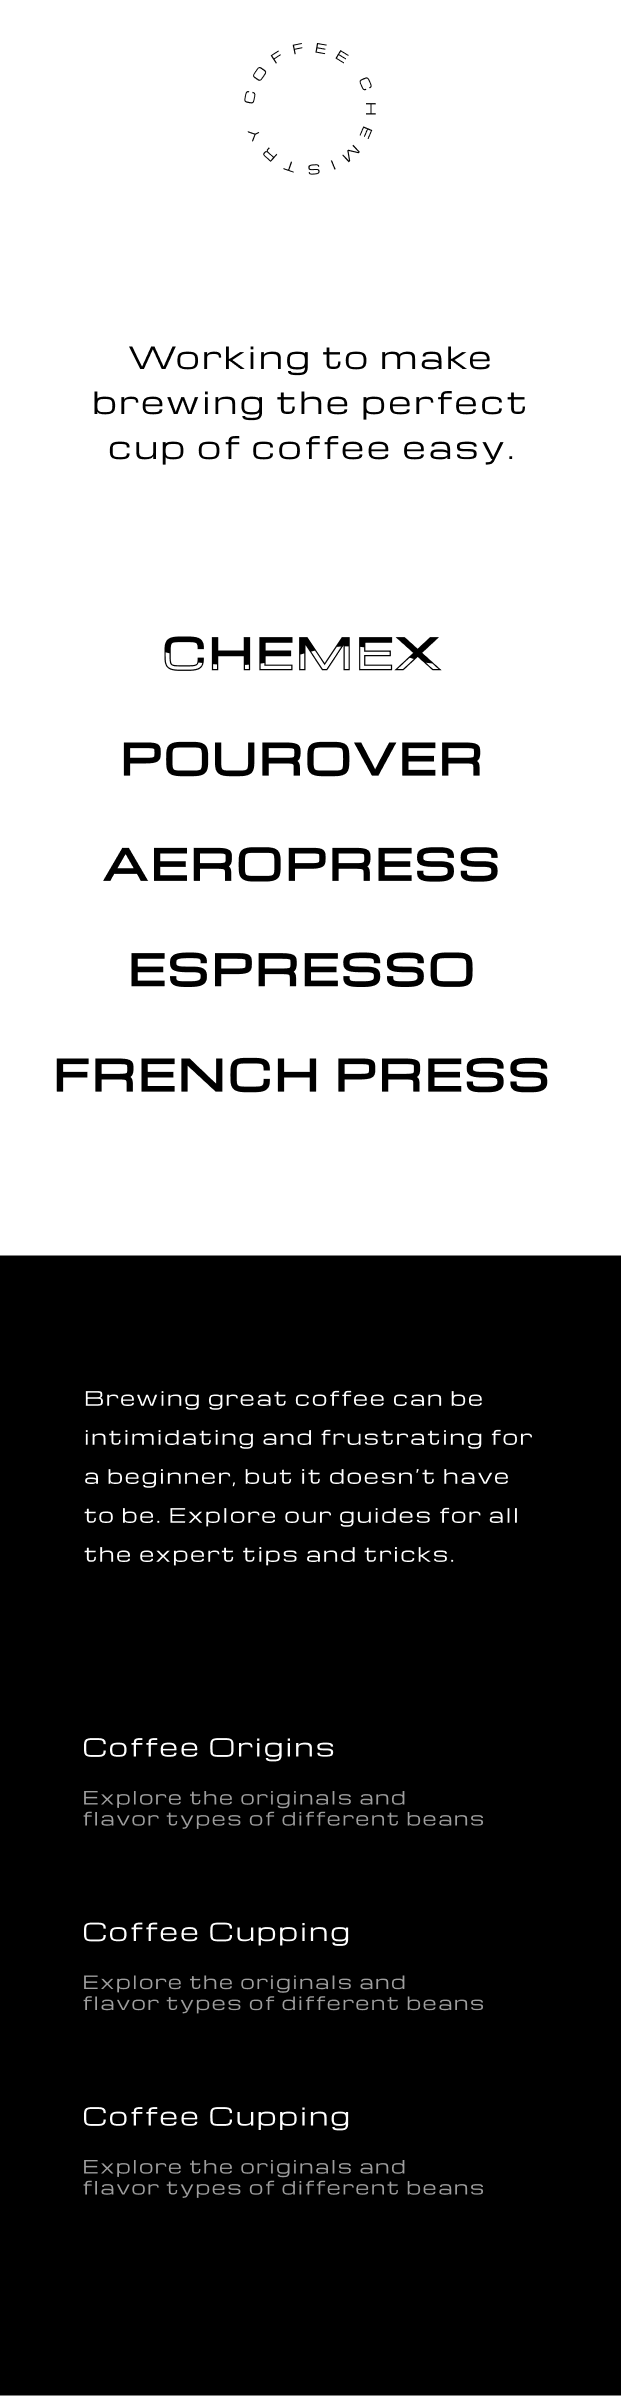 COFFEE CHEMISTRY
Working to make
brewing the perfect
cup of coffee easy.
CHEMEX
POUROVER
AEROPRESS
ESPRESSO
FRENCH PRESS
Brewing great coffee can be
intimidating and frustrating for
a beginner, but it doesn’t have
to be. Explore our guides for all
the expert tips and tricks.
Coffee Origins
Explore the originals and
flavor types of different beans
Coffee Cupping
Explore the originals and
flavor types of different beans
Coffee Cupping
Explore the originals and
flavor types of different beans